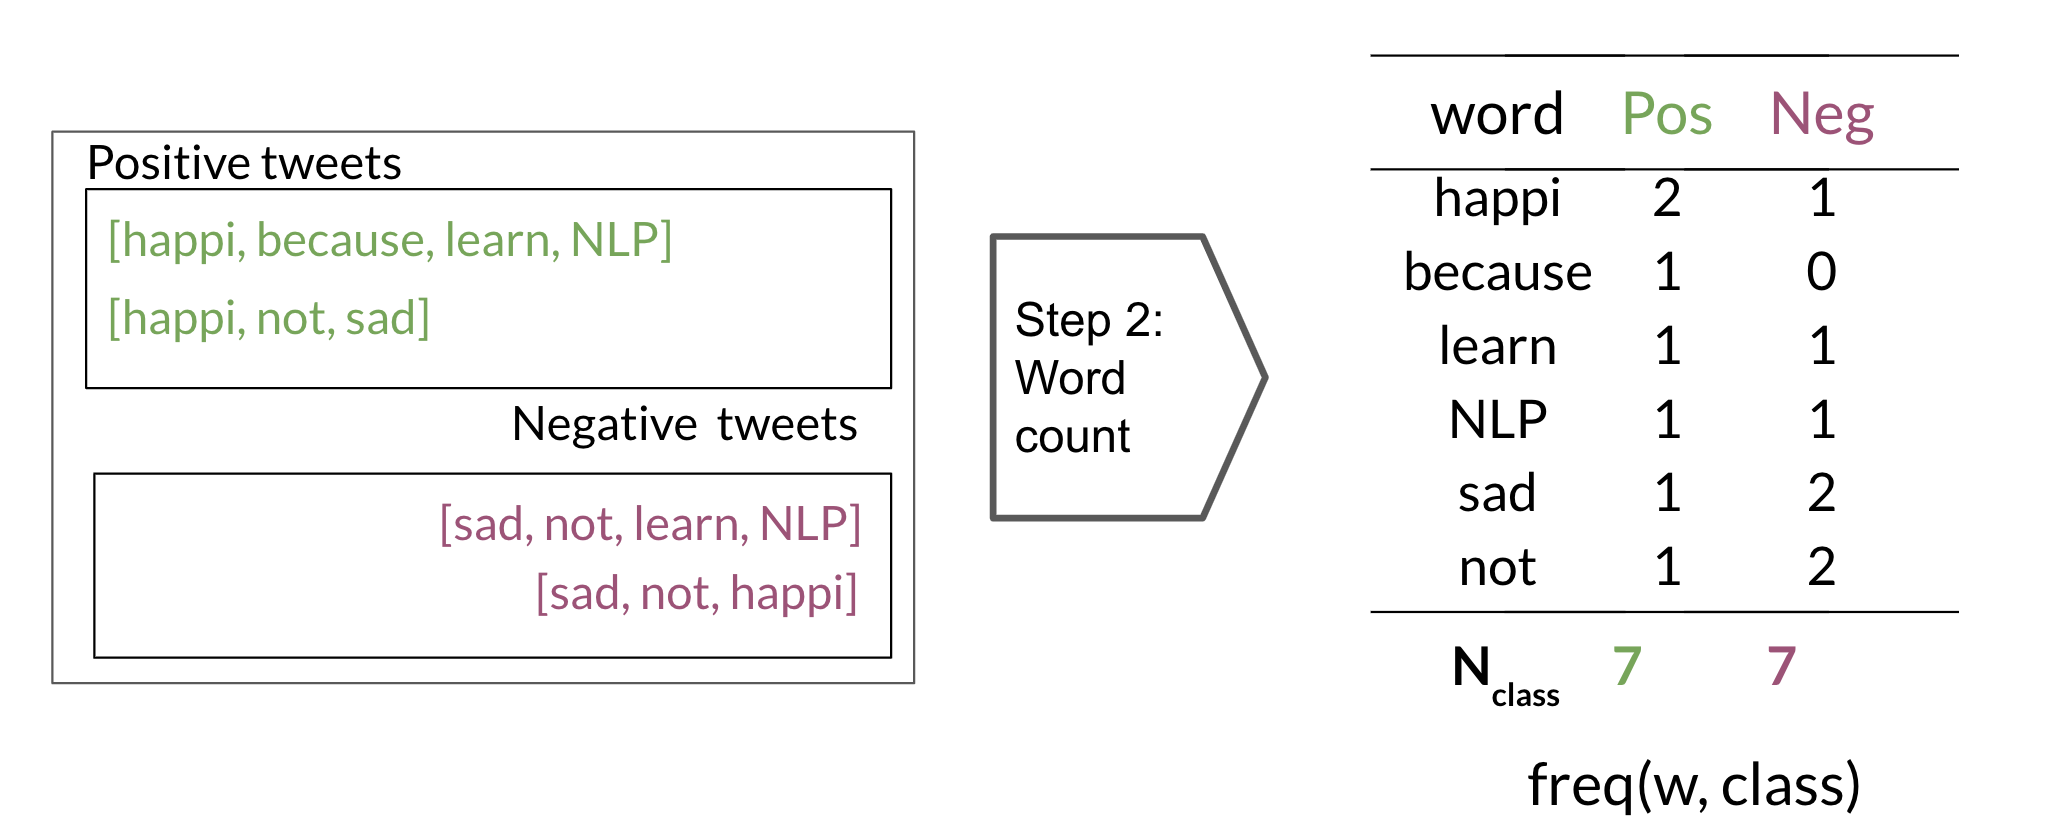 Positive tweets
[happi, because, learn, NLP]
[happi, not, sad]
Negative tweets
[sad, not, learn, NLP]
[sad, not, happi]
Step 2:
Word
count
word Pos Neg
happi 2 1
because 1 0
learn 1 1
NLP 1 1
sad 1 2
not 1 2
Nclass 7 7
freq(w, class)